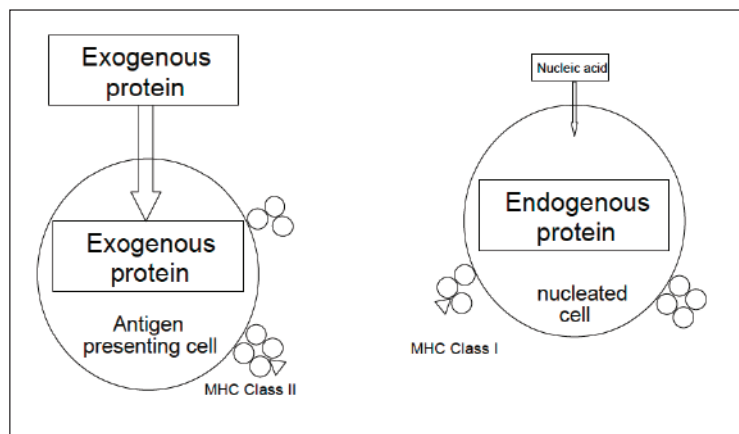 Exogenous
protein
Exogenous
protein
Antigen
presenting cell
MHC Class II
Nucleic acid
Endogenous
protein
nucleated
cell
MHC Class I